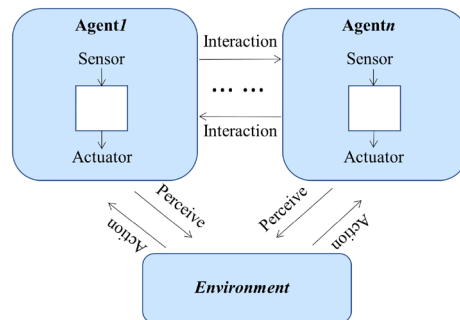 Agent1
Agentn
Sensor
Interaction
Sensor
... ...
Interaction
Actuator
Actuator
Perceive
Action
Perceive
Action
Environment